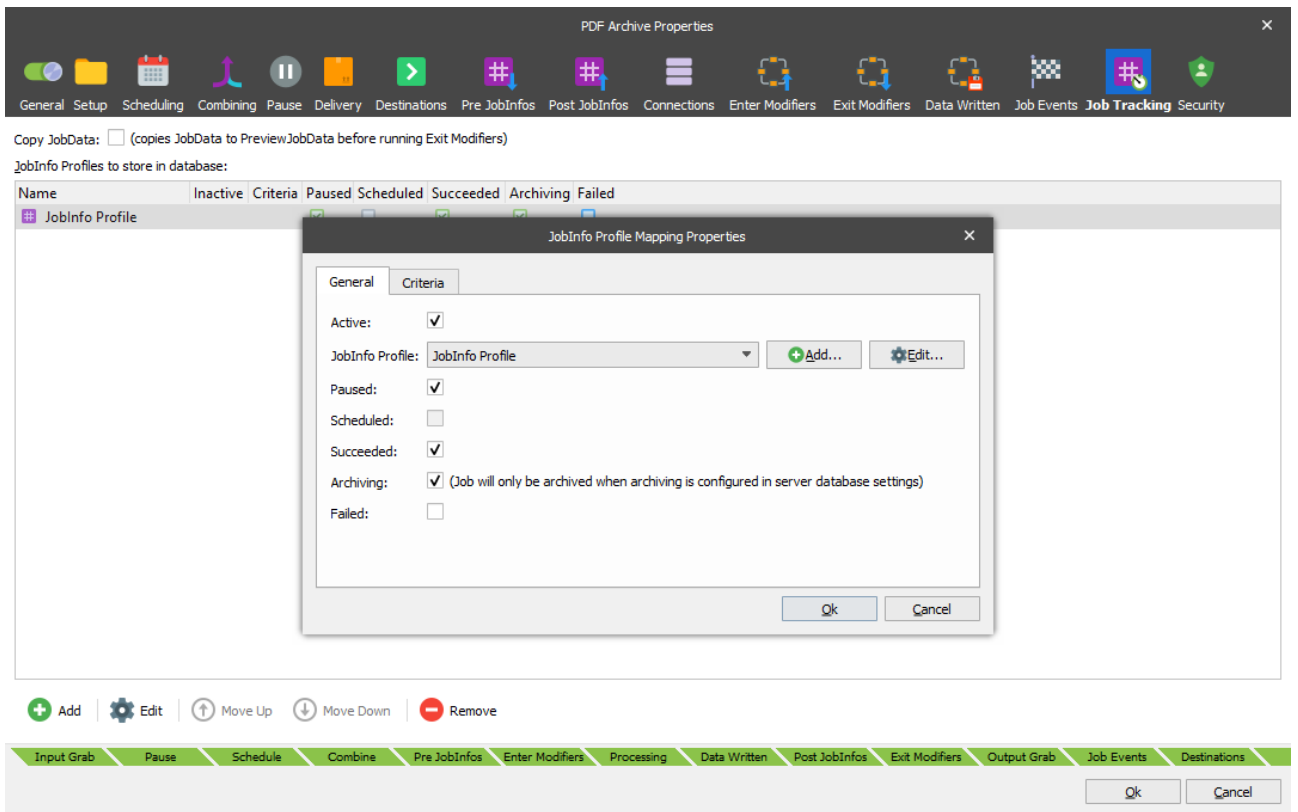 PDF Archive Properties
General Setup Scheduling Combining Pause Delivery Destinations Pre JobInfos Post JobInfos Connections Enter Modifiers Exit Modifiers Data Written Job Events Job Tracking Security
Copy JobData: (copies JobData to PreviewJobData before running Exit Modifiers)
JobInfo Profiles to store in database:
Name Inactive Criteria Paused Scheduled Succeeded Archiving Failed
JobInfo Profile
JobInfo Profile Mapping Properties
General Criteria
Active:
JobInfo Profile: JobInfo Profile Add... Edit...
Paused:
Scheduled:
Succeeded:
Archiving: (Job will only be archived when archiving is configured in server database settings)
Failed:
Ok Cancel
Add Edit Move Up Move Down Remove
Input Grab Pause Schedule Combine Pre JobInfos Enter Modifiers Processing Data Written Post JobInfos Exit Modifiers Output Grab Job Events Destinations
Ok Cancel